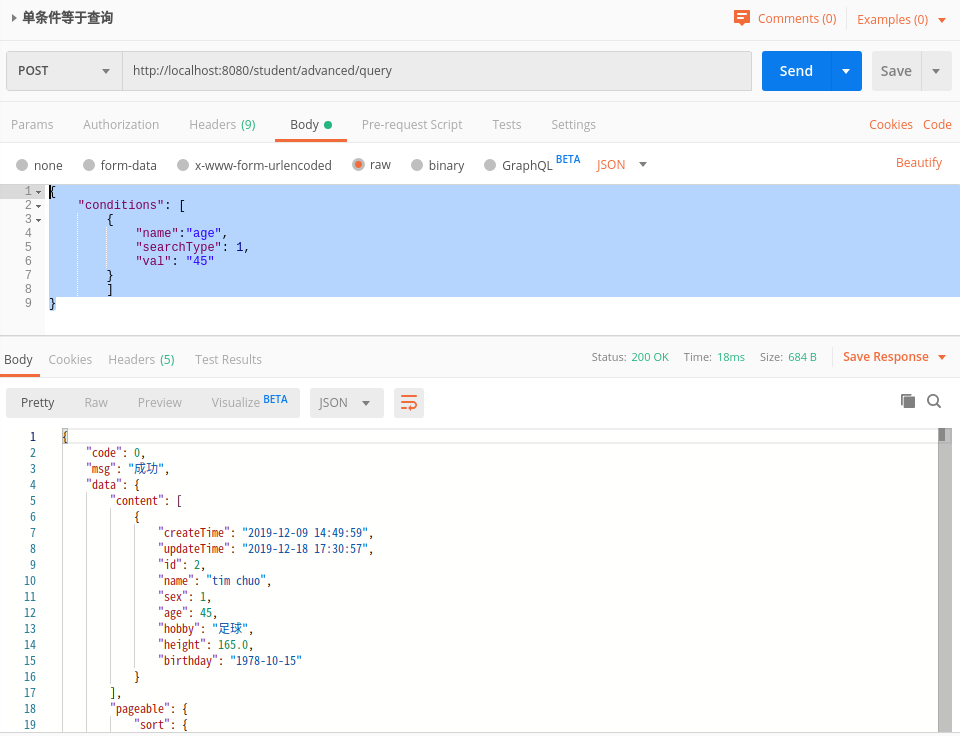 单条件等于查询 Comments (0) Examples (0)
POST http://localhost:8080/student/advanced/query Send Save
Params Authorization Headers (9) Body Pre-request Script Tests Settings Cookies Code
none form-data x-www-form-urlencoded raw binary GraphQL BETA JSON Beautify
1 {
2 "conditions": [
3 {
4 "name":"age",
5 "searchType": 1,
6 "val": "45"
7 }
8 ]
9 }
Body Cookies Headers (5) Test Results Status: 200 OK Time: 18ms Size: 684 B Save Response
Pretty Raw Preview Visualize BETA JSON
1 {
2 "code": 0,
3 "msg": "成功",
4 "data": {
5 "content": [
6 {
7 "createTime": "2019-12-09 14:49:59",
8 "updateTime": "2019-12-18 17:30:57",
9 "id": 2,
10 "name": "tim chuo",
11 "sex": 1,
12 "age": 45,
13 "hobby": "足球",
14 "height": 165.0,
15 "birthday": "1978-10-15"
16 }
17 ],
18 "pageable": {
19 "sort": {